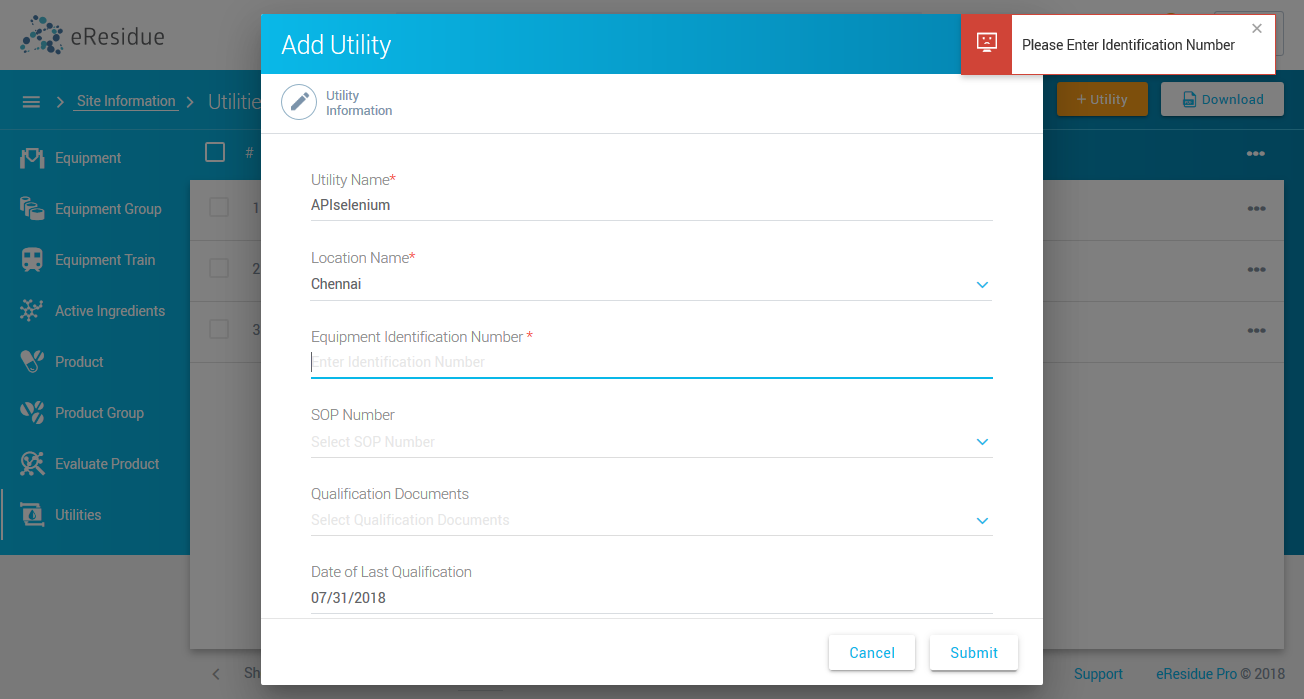 eResidue
Add Utility
Please Enter Identification Number
Site Information
Utilities
Utility
Information
+ Utility
Download
#
Equipment
Equipment Group
Equipment Train
Active Ingredients
Product
Product Group
Evaluate Product
Utilities
1
2
3
Utility Name*
APIselenium
Location Name*
Chennai
Equipment Identification Number *
Enter Identification Number
SOP Number
Select SOP Number
Qualification Documents
Select Qualification Documents
Date of Last Qualification
07/31/2018
Cancel
Submit
Support
eResidue Pro © 2018